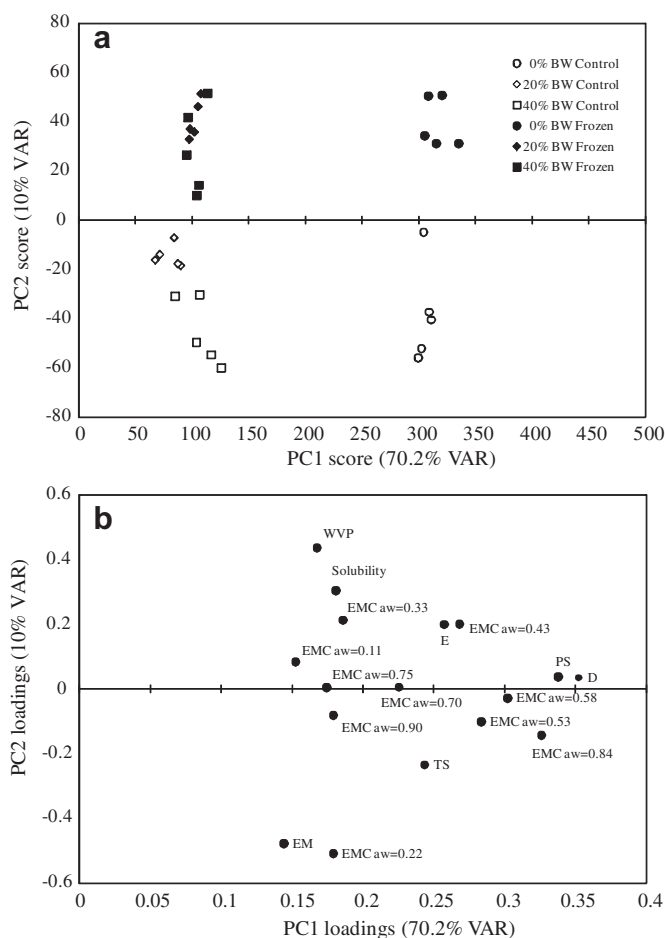 a
80
60
40
20
0
-20
-40
-60
-80
PC2 score (10% VAR)
0% BW Control
20% BW Control
40% BW Control
0% BW Frozen
20% BW Frozen
40% BW Frozen
0 50 100 150 200 250 300 350 400 450 500
PC1 score (70.2% VAR)
b
0.6
0.4
0.2
0
-0.2
-0.4
-0.6
PC2 loadings (10% VAR)
WVP
Solubility
EMC aw=0.33
E
EMC aw=0.43
EMC aw=0.11
EMC aw=0.75
PS
D
EMC aw=0.70
EMC aw=0.58
EMC aw=0.90
EMC aw=0.53
EMC aw=0.84
TS
EM
EMC aw=0.22
0 0.05 0.1 0.15 0.2 0.25 0.3 0.35 0.4
PC1 loadings (70.2% VAR)